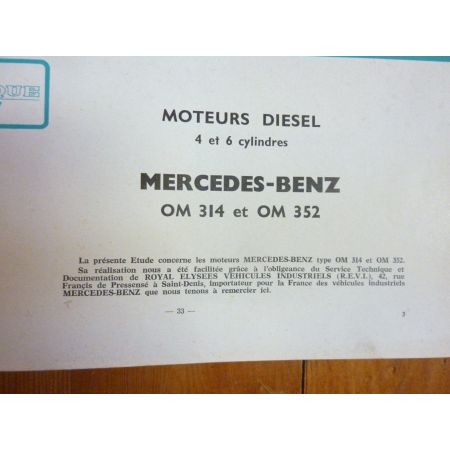 QUE
MOTEURS DIESEL
4 et 6 cylindres
MERCEDES-BENZ
OM 314 et OM 352
La présente Etude concerne les moteurs MERCEDES-BENZ type OM 314 et OM 352.
Sa réalisation nous a été facilitée grâce à l'obligeance du Service Technique et
Documentation de ROYAL ELYSEES VEHICULES INDUSTRIELS (R.E.V.I.), 42, rue
Françis de Pressensé à Saint-Denis, importateur pour la France des véhicules industriels
MERCEDES-BENZ que nous tenons à remercier ici.
— 33 —
3